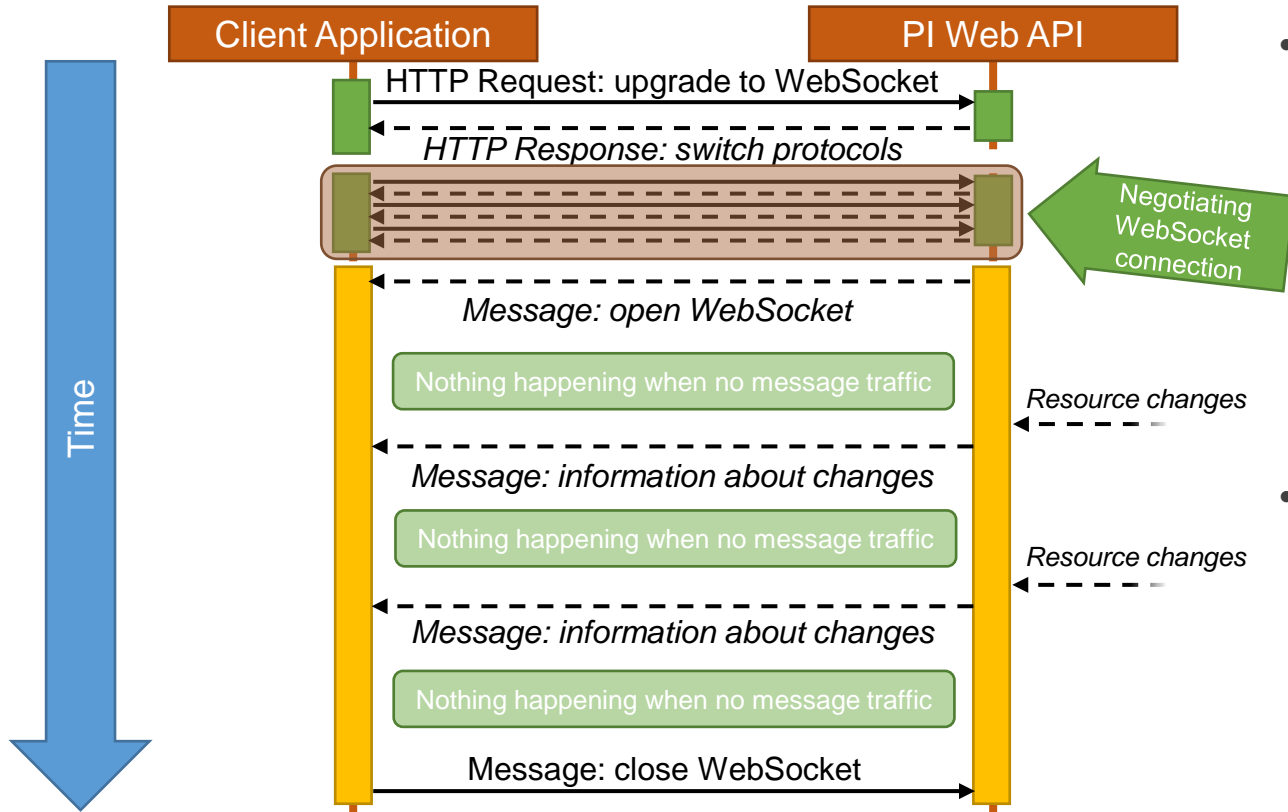 Client Application
PI Web API
HTTP Request: upgrade to WebSocket
HTTP Response: switch protocols
Negotiating
WebSocket
connection
Message: open WebSocket
Time
Nothing happening when no message traffic
Resource changes
Message: information about changes
Nothing happening when no message traffic
Resource changes
Message: information about changes
Nothing happening when no message traffic
Message: close WebSocket